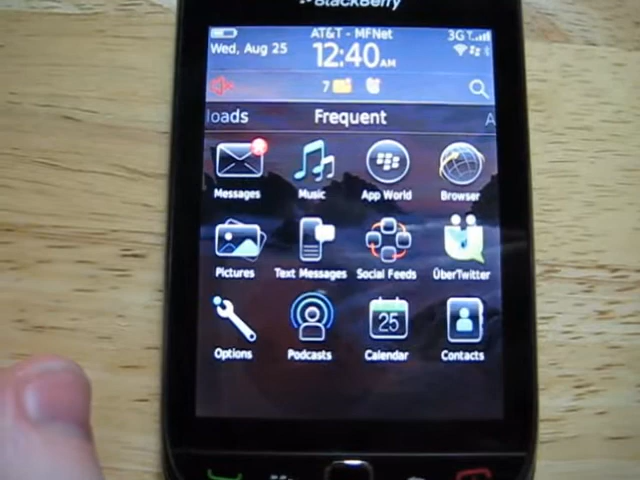 BlackBerry
AT&T - MFNet
3G
Wed, Aug 25
12:40AM
7
loads
Frequent
A
Messages
Music
App World
Browser
Pictures
Text Messages
Social Feeds
ÜberTwitter
25
Options
Podcasts
Calendar
Contacts